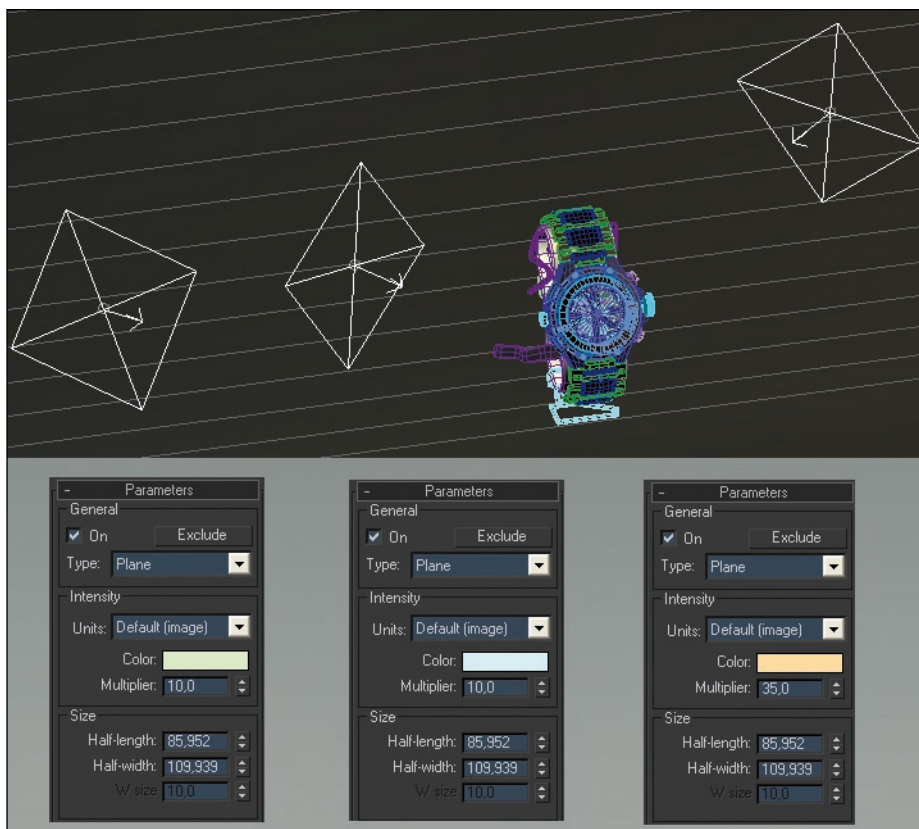 - Parameters
General
On Exclude
Type: Plane
Intensity
Units: Default (image)
Color:
Multiplier: 10,0
Size
Half-length: 85,952
Half-width: 109,939
W size 10,0
- Parameters
General
On Exclude
Type: Plane
Intensity
Units: Default (image)
Color:
Multiplier: 10,0
Size
Half-length: 85,952
Half-width: 109,939
W size 10,0
- Parameters
General
On Exclude
Type: Plane
Intensity
Units: Default (image)
Color:
Multiplier: 35,0
Size
Half-length: 85,952
Half-width: 109,939
W size 10,0